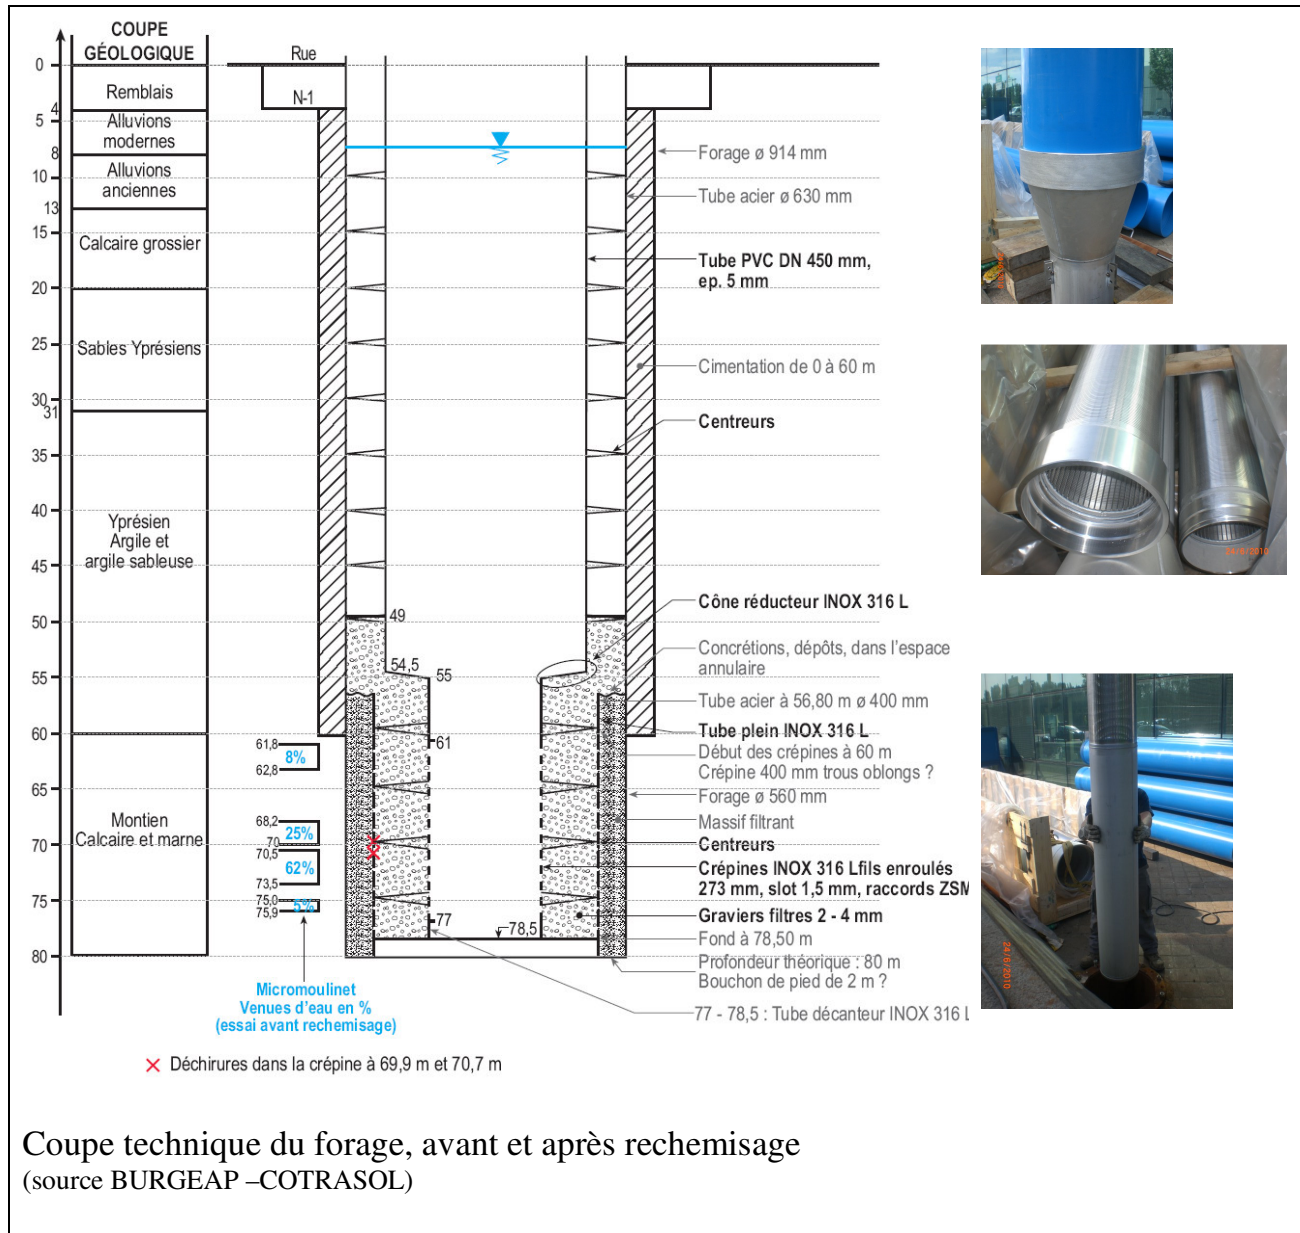 COUPE
GÉOLOGIQUE
0
4
5
8
10
13
15
20
25
30
31
35
40
45
50
55
60
65
70
75
80
Remblais
Alluvions
modernes
Alluvions
anciennes
Calcaire grossier
Sables Yprésiens
Yprésien
Argile et
argile sableuse
Montien
Calcaire et marne
Rue
N-1
49
54,5
55
61
77
78,5
61,8
8%
62,8
68,2
25%
70
70,5
62%
73,5
75,0
5%
75,9
Micromoulinet
Venues d'eau en %
(essai avant rechemisage)
Forage ø 914 mm
Tube acier ø 630 mm
Tube PVC DN 450 mm,
ep. 5 mm
Cimentation de 0 à 60 m
Centreurs
Cône réducteur INOX 316 L
Concrétions, dépôts, dans l'espace
annulaire
Tube acier à 56,80 m ø 400 mm
Tube plein INOX 316 L
Début des crépines à 60 m
Crépine 400 mm trous oblongs ?
Forage ø 560 mm
Massif filtrant
Centreurs
Crépines INOX 316 Lfils enroulés
273 mm, slot 1,5 mm, raccords ZSM
Graviers filtres 2 - 4 mm
Fond à 78,50 m
Profondeur théorique : 80 m
Bouchon de pied de 2 m ?
77 - 78,5 : Tube décanteur INOX 316 L
24/6/2010
24/6/2010
Déchirures dans la crépine à 69,9 m et 70,7 m
Coupe technique du forage, avant et après rechemisage
(source BURGEAP –COTRASOL)